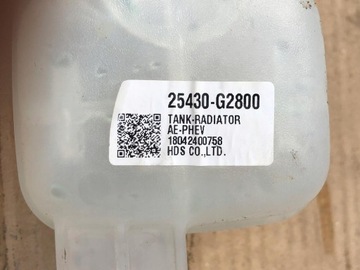 25430-G2800
TANK-RADIATOR
AE-PHEV
18042400758
HDS CO.,LTD.